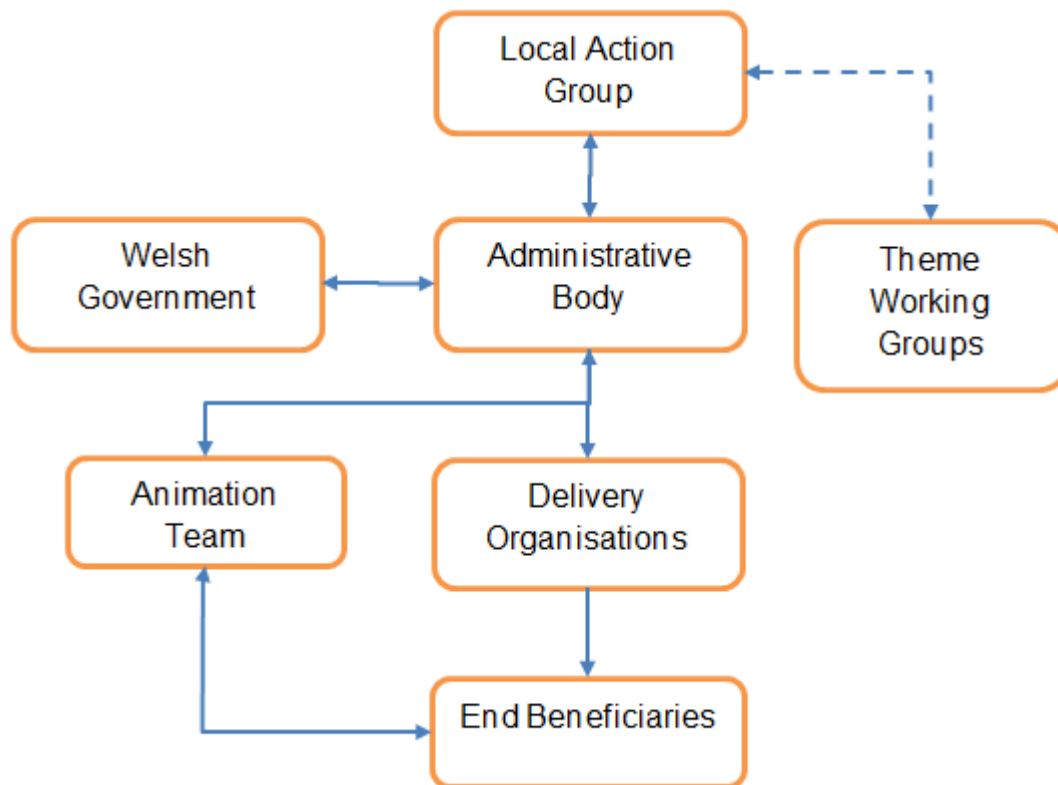 Local Action
Group
Welsh
Government
Administrative
Body
Theme
Working
Groups
Animation
Team
Delivery
Organisations
End Beneficiaries